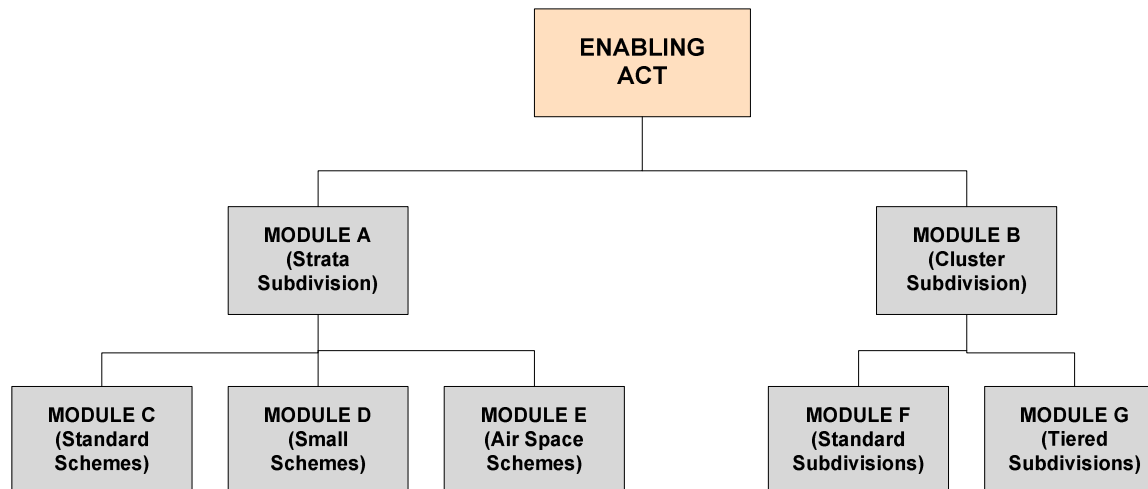 ENABLING
ACT
MODULE A
(Strata
Subdivision)
MODULE B
(Cluster
Subdivision)
MODULE C
(Standard
Schemes)
MODULE D
(Small
Schemes)
MODULE E
(Air Space
Schemes)
MODULE F
(Standard
Subdivisions)
MODULE G
(Tiered
Subdivisions)